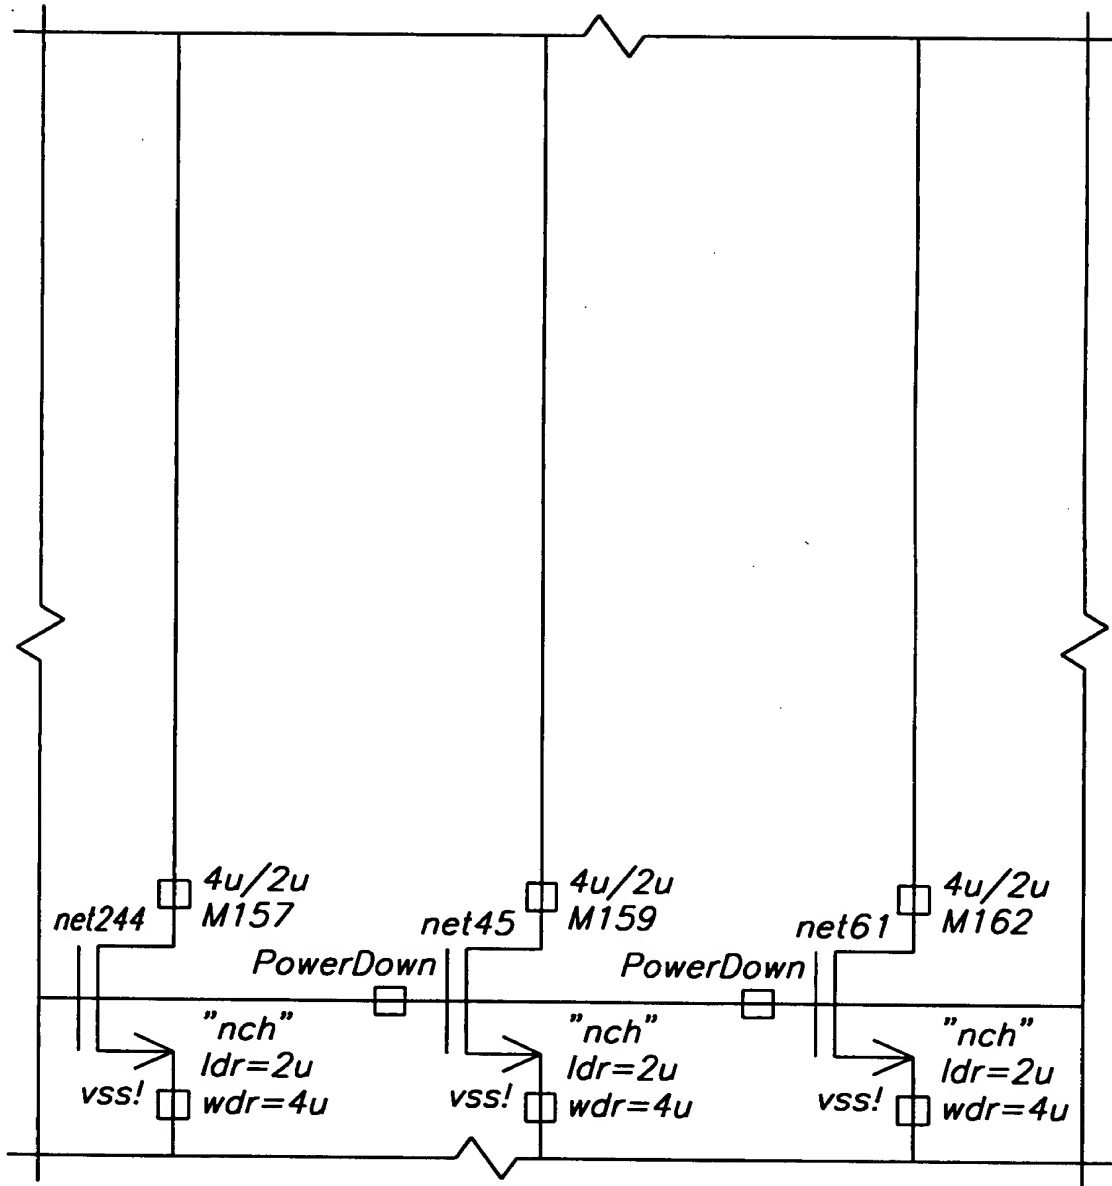 4u/2u
M157
net244
"nch"
ldr=2u
wdr=4u
vss!
PowerDown
4u/2u
M159
net45
"nch"
ldr=2u
wdr=4u
vss!
PowerDown
4u/2u
M162
net61
"nch"
ldr=2u
wdr=4u
vss!